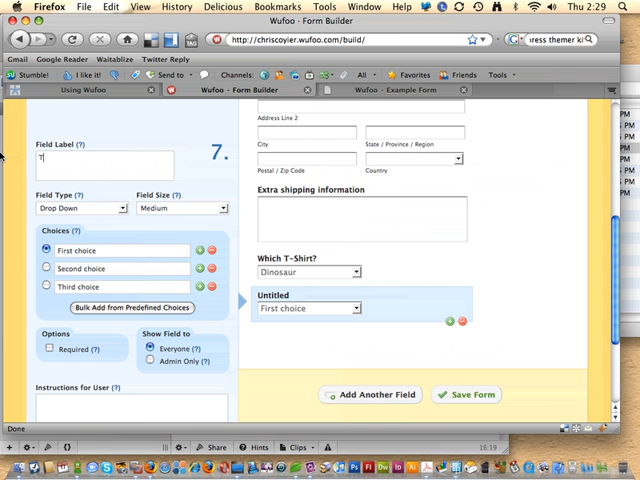 Firefox File Edit View History Delicious Bookmarks Tools Window Help Thu 2:29
Wufoo - Form Builder
http://chriscoyier.wufoo.com/build/
ress themer ki
Gmail Google Reader Waitablize Twitter Reply
Stumble! I like it! Send to Channels: All Favorites Friends Tools
Using Wufoo Wufoo - Form Builder Wufoo - Example Form
Address Line 2
City State / Province / Region
Postal / Zip Code Country
Field Label (?)
T
7.
Field Type (?) Field Size (?)
Drop Down Medium
Choices (?)
First choice
Second choice
Third choice
Bulk Add from Predefined Choices
Options Show Field to
Required (?) Everyone (?)
Admin Only (?)
Instructions for User (?)
Extra shipping information
Which T-Shirt?
Dinosaur
Untitled
First choice
Add Another Field Save Form
Done
Share Hints Clips 16:19